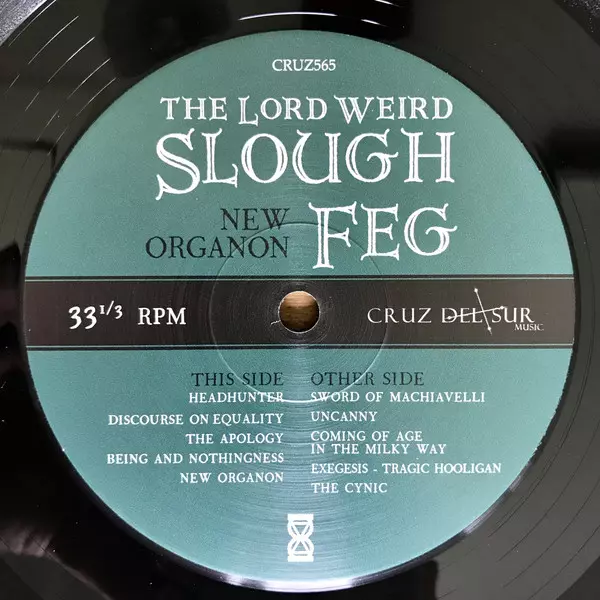 CRUZ565
THE LORD WEIRD
SLOUGH
NEW
ORGANON
FEG
33 1/3 RPM
CRUZ DEL SUR
MUSIC
THIS SIDE
HEADHUNTER
DISCOURSE ON EQUALITY
THE APOLOGY
BEING AND NOTHINGNESS
NEW ORGANON
OTHER SIDE
SWORD OF MACHIAVELLI
UNCANNY
COMING OF AGE
IN THE MILKY WAY
EXEGESIS - TRAGIC HOOLIGAN
THE CYNIC